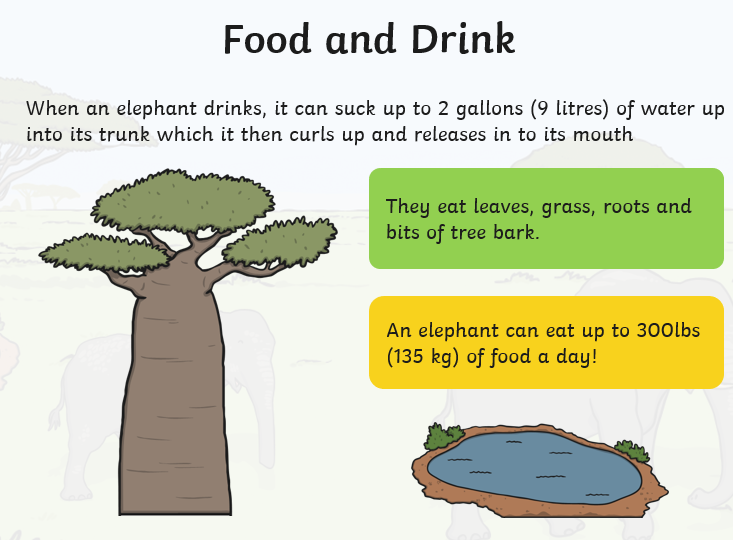 Food and Drink
When an elephant drinks, it can suck up to 2 gallons (9 litres) of water up
into its trunk which it then curls up and releases in to its mouth
They eat leaves, grass, roots and
bits of tree bark.
An elephant can eat up to 300lbs
(135 kg) of food a day!